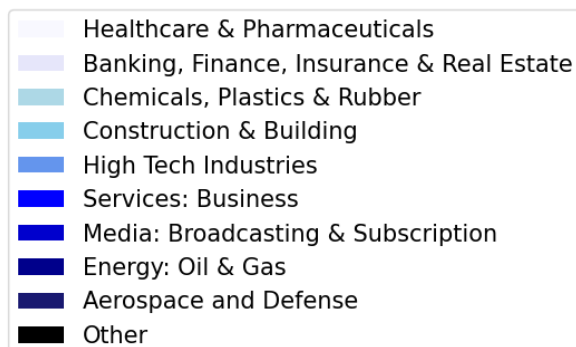 Healthcare & Pharmaceuticals
Banking, Finance, Insurance & Real Estate
Chemicals, Plastics & Rubber
Construction & Building
High Tech Industries
Services: Business
Media: Broadcasting & Subscription
Energy: Oil & Gas
Aerospace and Defense
Other